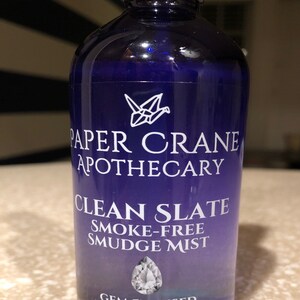 PAPER CRANE
APOTHECARY
CLEAN SLATE
SMOKE-FREE
SMUDGE MIST